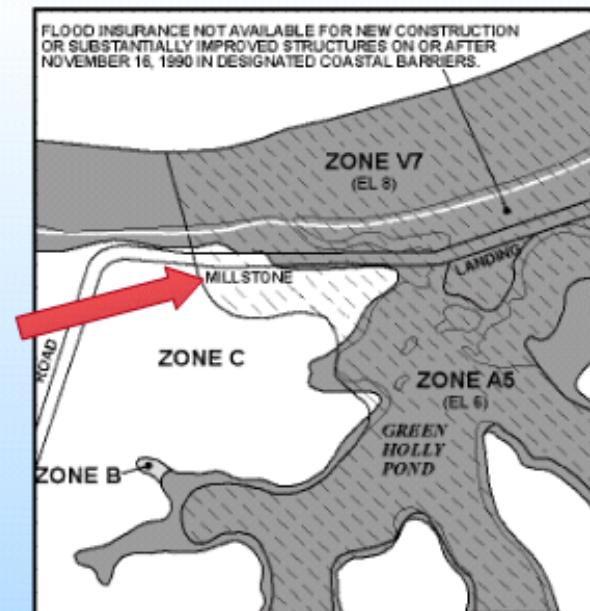 FLOOD INSURANCE NOT AVAILABLE FOR NEW CONSTRUCTION
OR SUBSTANTIALLY IMPROVED STRUCTURES ON OR AFTER
NOVEMBER 16, 1990 IN DESIGNATED COASTAL BARRIERS.
ZONE V7
(EL 8)
LANDING
MILLSTONE
ROAD
ZONE C
ZONE A5
(EL 6)
GREEN
HOLLY
POND
ZONE B